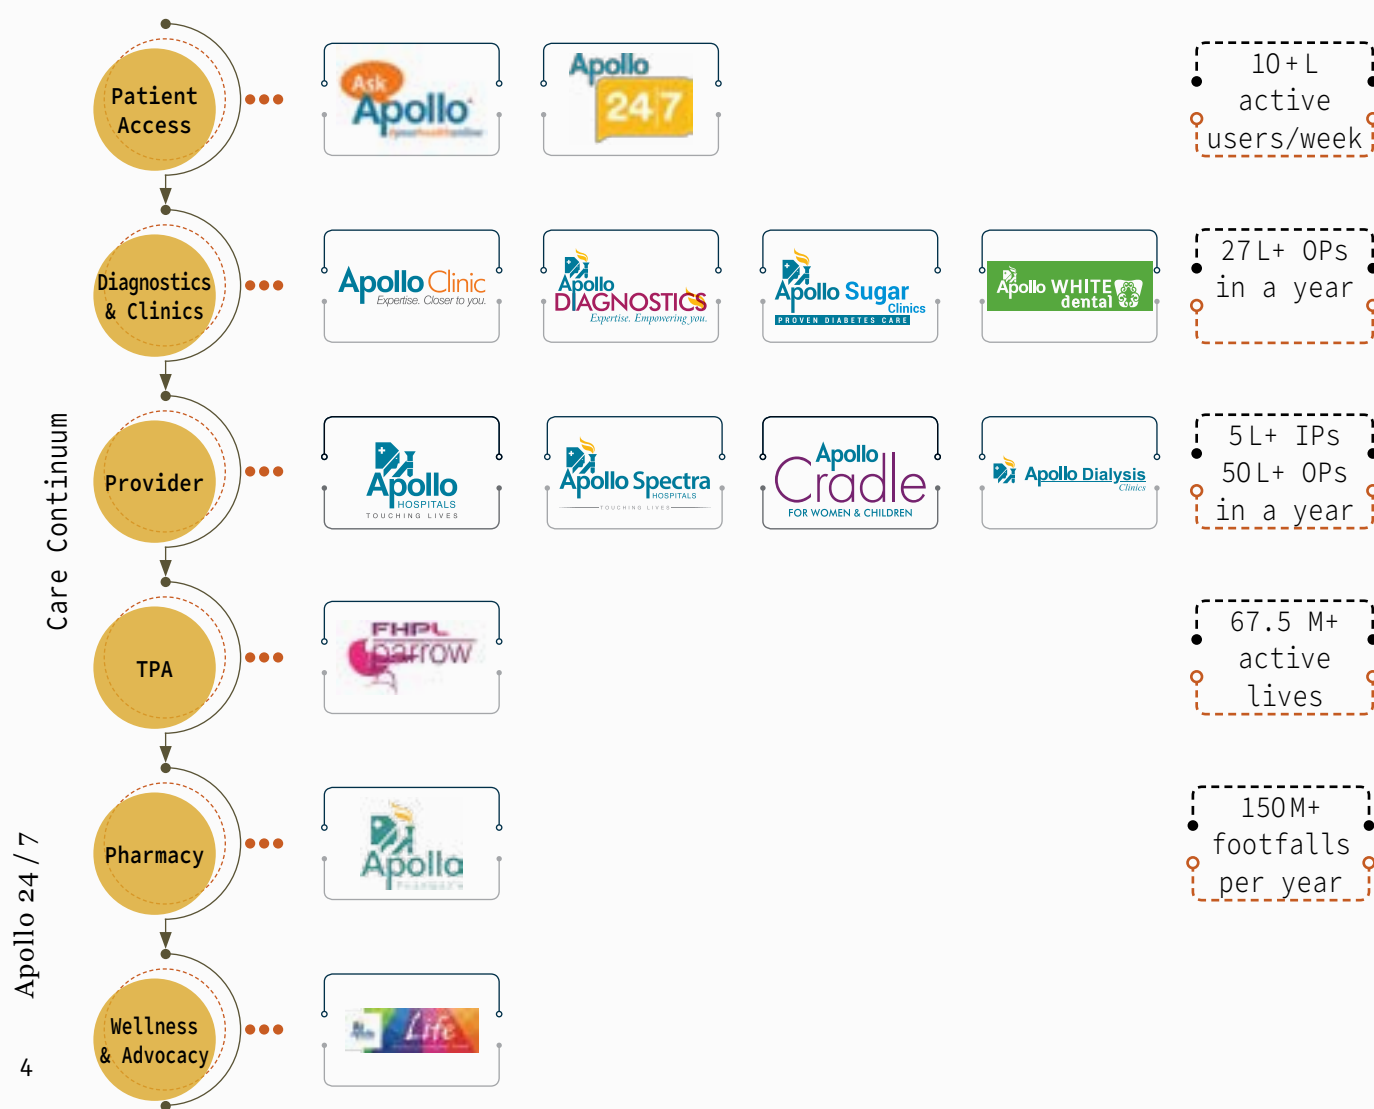 Care Continuum
Apollo 24 / 7
4
Patient
Access
Ask
Apollo
Apollo
24|7
10+L
active
users/week
Diagnostics
& Clinics
Apollo Clinic
Expertise. Closer to you.
Apollo
DIAGNOSTICS
Expertise. Empowering you.
Apollo Sugar
Clinics
PROVEN DIABETES CARE
Apollo WHITE
dental
27L+ OPs
in a year
Provider
Apollo
HOSPITALS
TOUCHING LIVES
Apollo Spectra
HOSPITALS
TOUCHING LIVES
Apollo
Cradle
FOR WOMEN & CHILDREN
Apollo Dialysis
Clinics
5L+ IPs
50L+ OPs
in a year
TPA
FHPL
parrow
67.5 M+
active
lives
Pharmacy
Apollo
150M+
footfalls
per year
Wellness
& Advocacy
Life